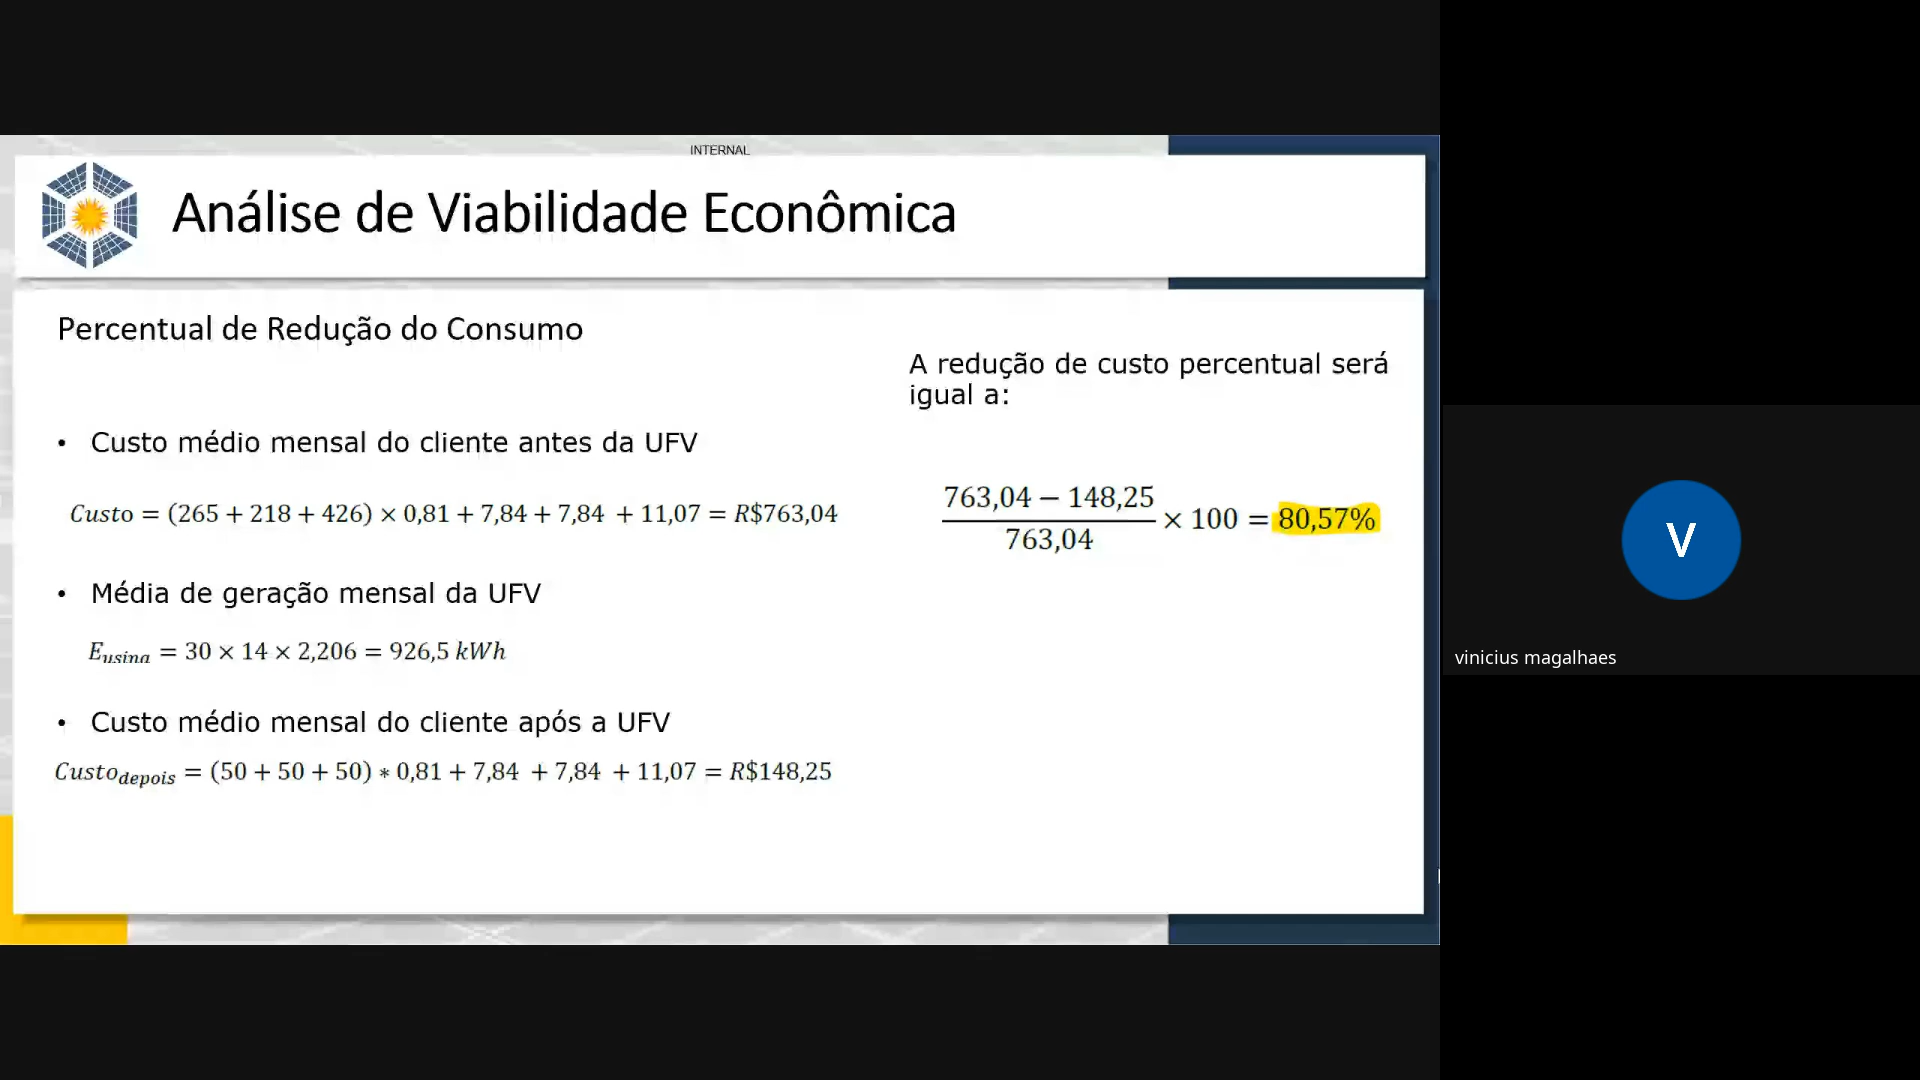 INTERNAL
Análise de Viabilidade Econômica
Percentual de Redução do Consumo
• Custo médio mensal do cliente antes da UFV
Custo = (265 + 218 + 426) × 0,81 + 7,84 + 7,84 + 11,07 = R$763,04
• Média de geração mensal da UFV
E_usina = 30 × 14 × 2,206 = 926,5 kWh
• Custo médio mensal do cliente após a UFV
Custo_depois = (50 + 50 + 50) ∗ 0,81 + 7,84 + 7,84 + 11,07 = R$148,25
A redução de custo percentual será
igual a:
763,04 − 148,25
763,04
× 100 = 80,57%
V
vinicius magalhaes